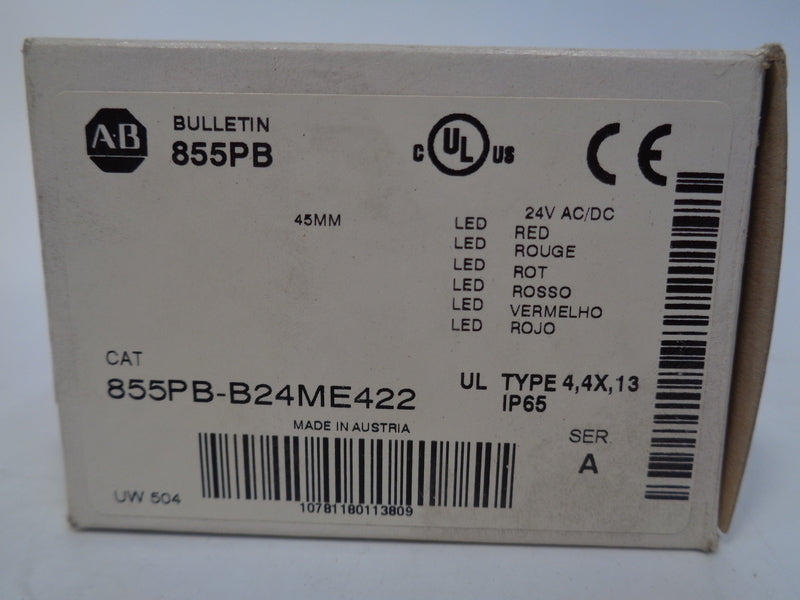 A-B
BULLETIN
855PB
C UL US
CE
45MM
24V AC/DC
LED RED
LED ROUGE
LED ROT
LED ROSSO
LED VERMELHO
LED ROJO
CAT
855PB-B24ME422
UL TYPE 4,4X,13
IP65
MADE IN AUSTRIA
SER.
A
UW 504
10781180113809